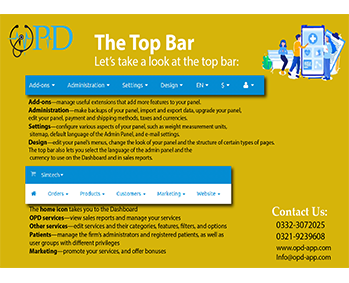 OPD
The Top Bar
Let's take a look at the top bar:
Add-ons Administration Settings Design EN $
Add-ons—manage useful extensions that add more features to your panel.
Administration—make backups of your panel, import and export data, upgrade your panel,
edit your panel, payment and shipping methods, taxes and currencies.
Settings—configure various aspects of your panel, such as weight measurement units,
sitemap, default language of the Admin Panel, and e-mail settings.
Design—edit your panel's menus, change the look of your panel and the structure of certain types of pages.
The top bar also lets you select the language of the admin panel and the
currency to use on the Dashboard and in sales reports.
Simtech
Orders Products Customers Marketing Website
The home icon takes you to the Dashboard
OPD services—view sales reports and manage your services
Other services—edit services and their categories, features, filters, and options
Patients—manage the firm's administrators and registered patients, as well as
user groups with different privileges
Marketing—promote your services, and offer bonuses
Contact Us:
0332-3072025
0321-9239608
www.opd-app.com
Info@opd-app.com